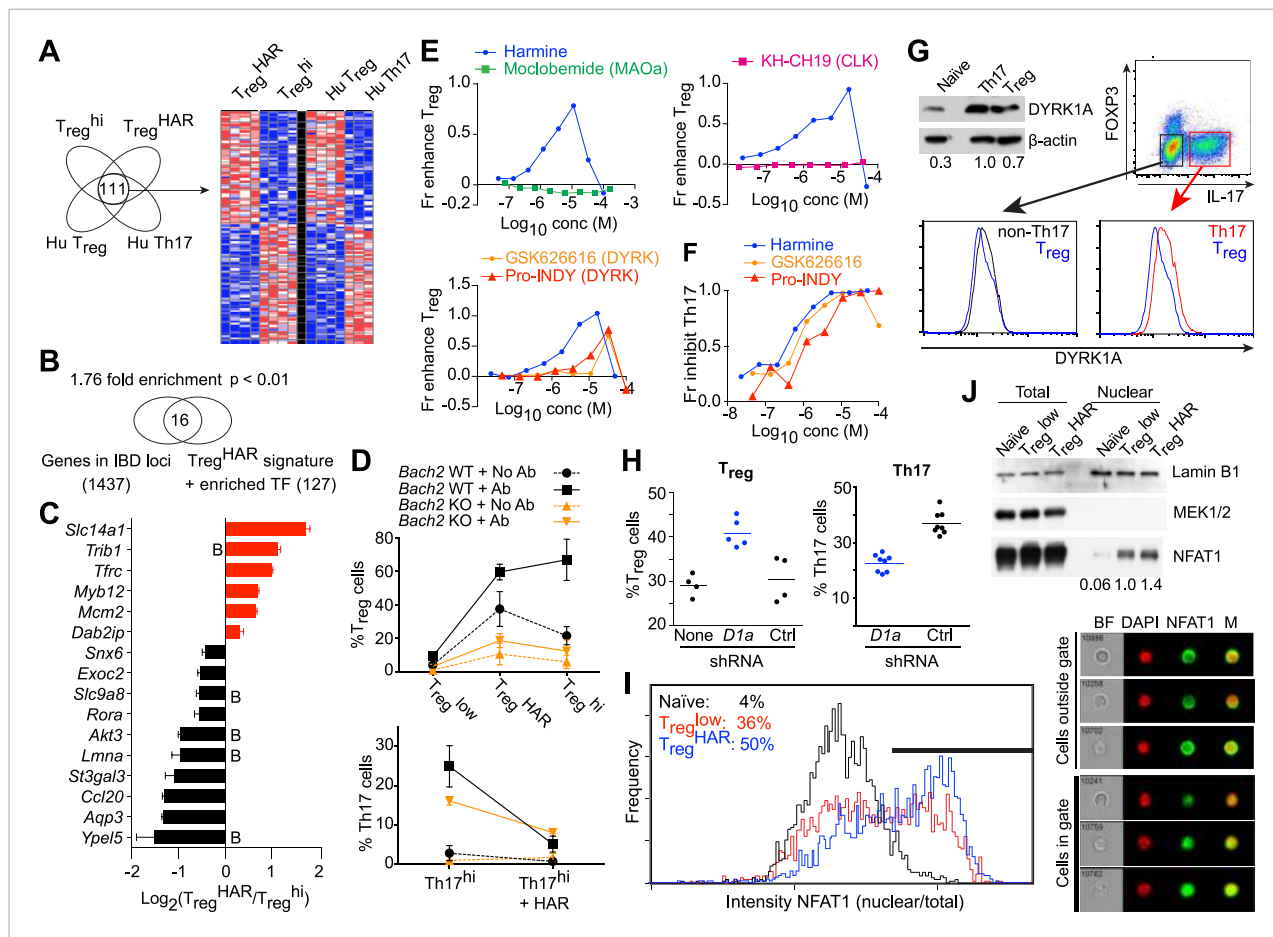 A
Treg HAR
Treg hi
Hu Treg
Hu Th17
Treg hi
Treg HAR
111
Hu Treg
Hu Th17
B
1.76 fold enrichment p < 0.01
16
Genes in IBD loci
(1437)
Treg HAR signature
+ enriched TF (127)
C
Slc14a1
Trib1
B
Tfrc
Myb12
Mcm2
Dab2ip
Snx6
Exoc2
Slc9a8
B
Rora
Akt3
B
Lmna
B
St3gal3
Ccl20
Aqp3
Ypel5
B
-2 -1 0 1 2
Log2(Treg HAR/Treg hi)
D
Bach2 WT + No Ab
Bach2 WT + Ab
Bach2 KO + No Ab
Bach2 KO + Ab
%Treg cells
80
60
40
20
0
Treg low
Treg HAR
Treg hi
% Th17 cells
30
20
10
0
Th17hi
Th17hi
+ HAR
E
Harmine
Moclobemide (MAOa)
Fr enhance Treg
1.0
0.5
0
-0.2
-7 -6 -5 -4 -3
Log10 conc (M)
KH-CH19 (CLK)
Fr enhance Treg
1.0
0.5
0
-0.2
-7 -6 -5 -4
Log10 conc (M)
GSK626616 (DYRK)
Pro-INDY (DYRK)
Fr enhance Treg
1.5
1.0
0.5
0.0
-0.5
-7 -6 -5 -4
Log10 conc (M)
F
Harmine
GSK626616
Pro-INDY
Fr inhibit Th17
1.0
0.5
0.0
-8 -7 -6 -5 -4 -3
Log10 conc (M)
G
Naïve
Th17
Treg
DYRK1A
β-actin
0.3 1.0 0.7
FOXP3
IL-17
non-Th17
Treg
Th17
Treg
DYRK1A
H
Treg
%Treg cells
45
40
30
25
None D1a Ctrl
shRNA
Th17
% Th17 cells
50
40
30
20
10
D1a Ctrl
shRNA
I
Naïve: 4%
Treg low: 36%
Treg HAR: 50%
Frequency
Intensity NFAT1 (nuclear/total)
BF DAPI NFAT1 M
Cells outside gate
Cells in gate
10241
10759
10762
J
Total Nuclear
Naïve
Treg low
Treg HAR
Naïve
Treg low
Treg HAR
Lamin B1
MEK1/2
NFAT1
0.06 1.0 1.4